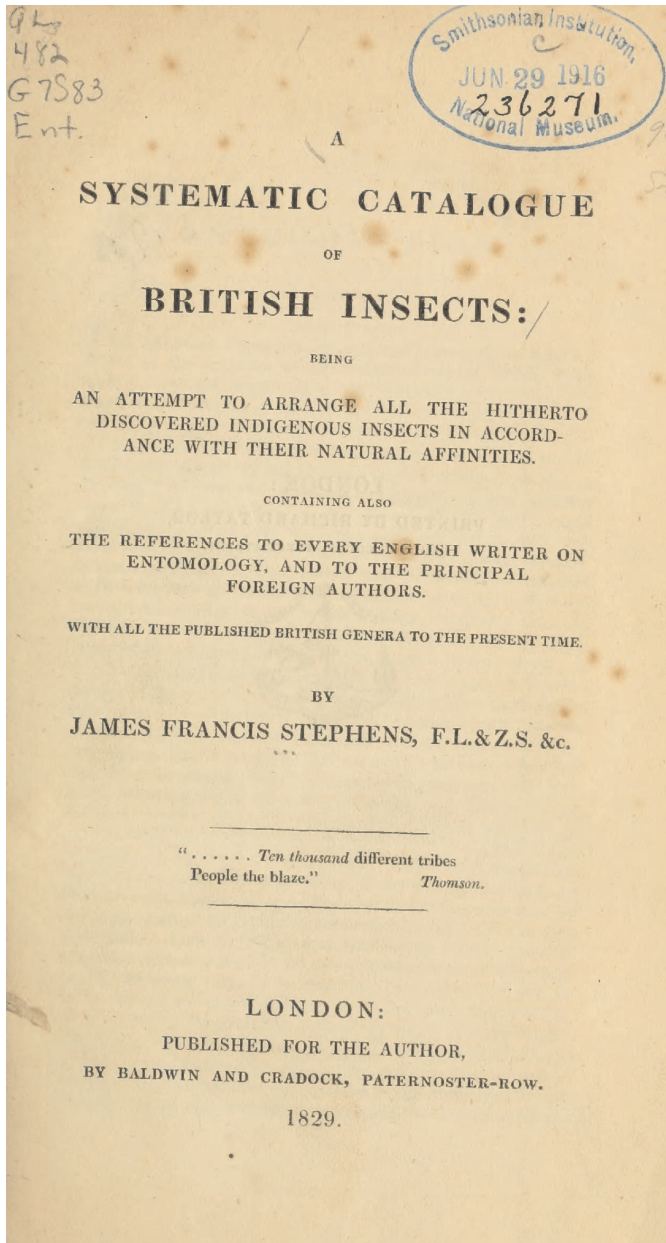 QL
482
G7S83
Ent.
Smithsonian Institution,
JUN 29 1916
236271
National Museum.
A
SYSTEMATIC CATALOGUE
OF
BRITISH INSECTS:
BEING
AN ATTEMPT TO ARRANGE ALL THE HITHERTO
DISCOVERED INDIGENOUS INSECTS IN ACCORD-
ANCE WITH THEIR NATURAL AFFINITIES.
CONTAINING ALSO
THE REFERENCES TO EVERY ENGLISH WRITER ON
ENTOMOLOGY, AND TO THE PRINCIPAL
FOREIGN AUTHORS.
WITH ALL THE PUBLISHED BRITISH GENERA TO THE PRESENT TIME.
BY
JAMES FRANCIS STEPHENS, F.L.&Z.S. &c.
"...... Ten thousand different tribes
People the blaze." Thomson.
LONDON:
PUBLISHED FOR THE AUTHOR,
BY BALDWIN AND CRADOCK, PATERNOSTER-ROW.
1829.